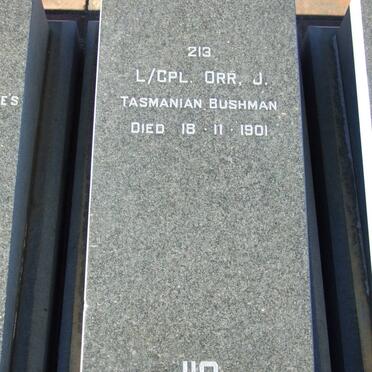 213
L/CPL. ORR, J.
TASMANIAN BUSHMAN
DIED 18·11·1901
E'S